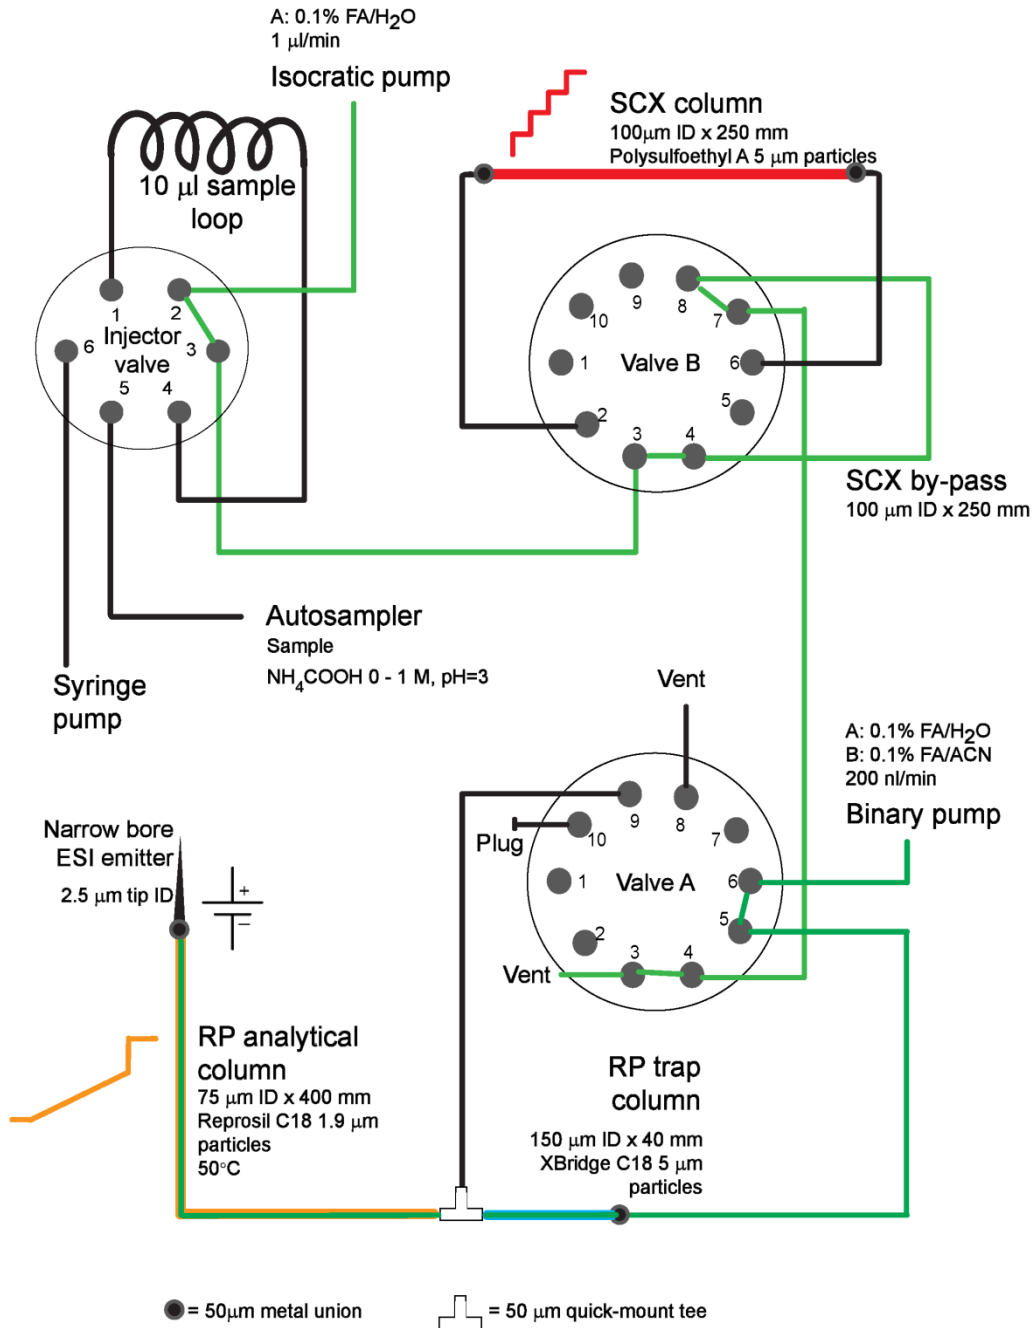 A: 0.1% FA/H2O
1 μl/min
Isocratic pump
10 μl sample
loop
SCX column
100μm ID x 250 mm
Polysulfoethyl A 5 μm particles
1
2
3
4
5
6
Injector
valve
1
2
3
4
5
6
7
8
9
10
Valve B
SCX by-pass
100 μm ID x 250 mm
Autosampler
Sample
NH4COOH 0 - 1 M, pH=3
Syringe
pump
Vent
A: 0.1% FA/H2O
B: 0.1% FA/ACN
200 nl/min
Binary pump
Plug
1
2
3
4
5
6
7
8
9
10
Valve A
Vent
Narrow bore
ESI emitter
2.5 μm tip ID
+
−
RP analytical
column
75 μm ID x 400 mm
Reprosil C18 1.9 μm
particles
50°C
RP trap
column
150 μm ID x 40 mm
XBridge C18 5 μm
particles
= 50μm metal union
= 50 μm quick-mount tee